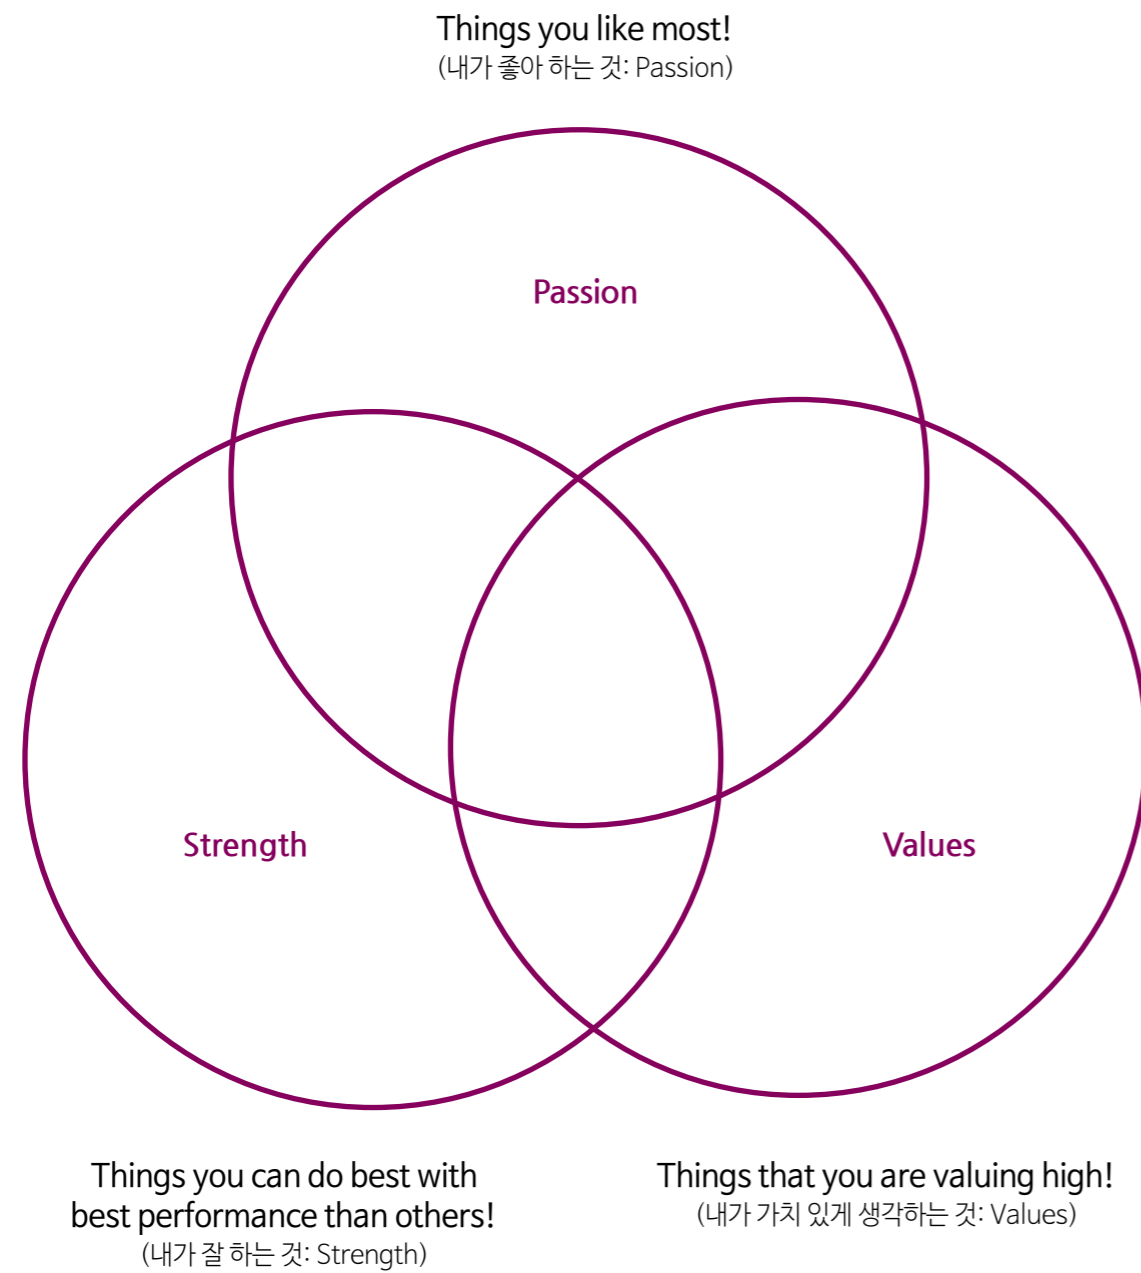 Things you like most!
(내가 좋아 하는 것: Passion)
Passion
Strength
Values
Things you can do best with
best performance than others!
(내가 잘 하는 것: Strength)
Things that you are valuing high!
(내가 가치 있게 생각하는 것: Values)